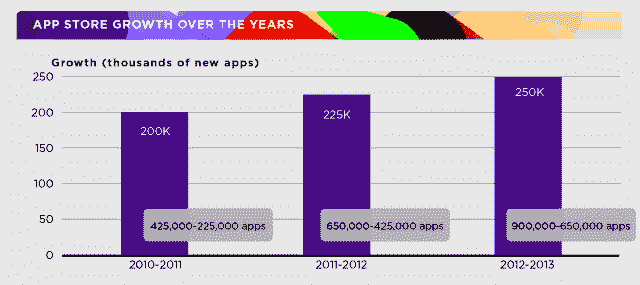 APP STORE GROWTH OVER THE YEARS
Growth (thousands of new apps)
250
200
150
100
50
0
200K
225K
250K
425,000-225,000 apps
650,000-425,000 apps
900,000-650,000 apps
2010-2011
2011-2012
2012-2013